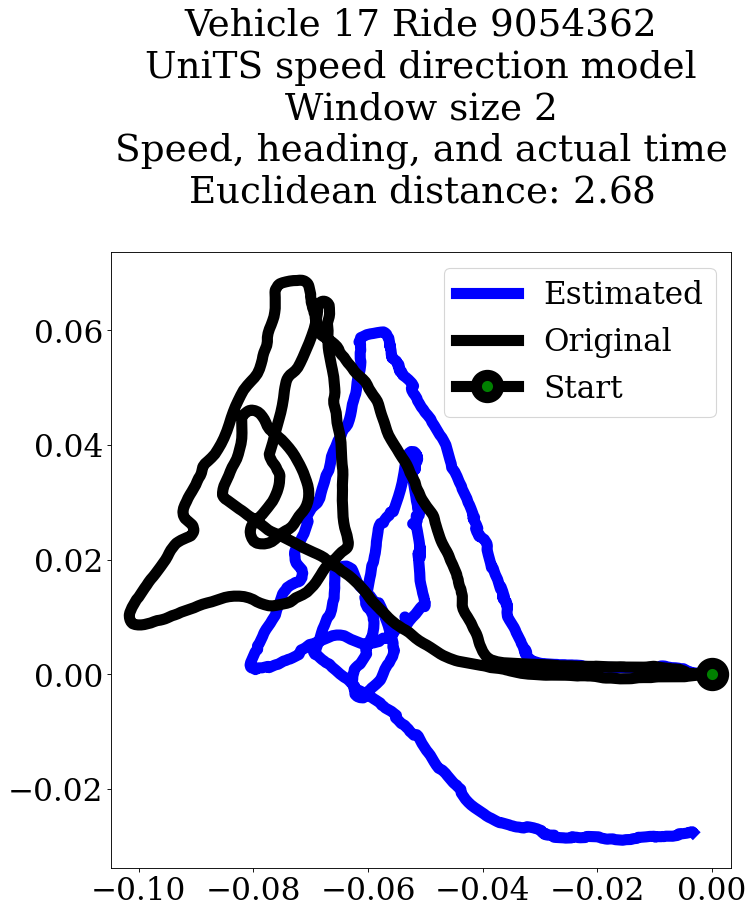 Vehicle 17 Ride 9054362
UniTS speed direction model
Window size 2
Speed, heading, and actual time
Euclidean distance: 2.68
Estimated
Original
Start
0.06
0.04
0.02
0.00
−0.02
−0.10 −0.08 −0.06 −0.04 −0.02 0.00